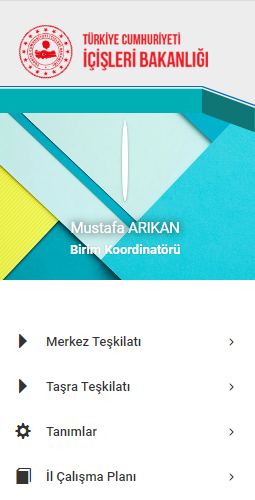 TÜRKİYE CUMHURİYETİ
İÇİŞLERİ BAKANLIĞI
Mustafa ARIKAN
Birim Koordinatörü
Merkez Teşkilatı
Taşra Teşkilatı
Tanımlar
İl Çalışma Planı